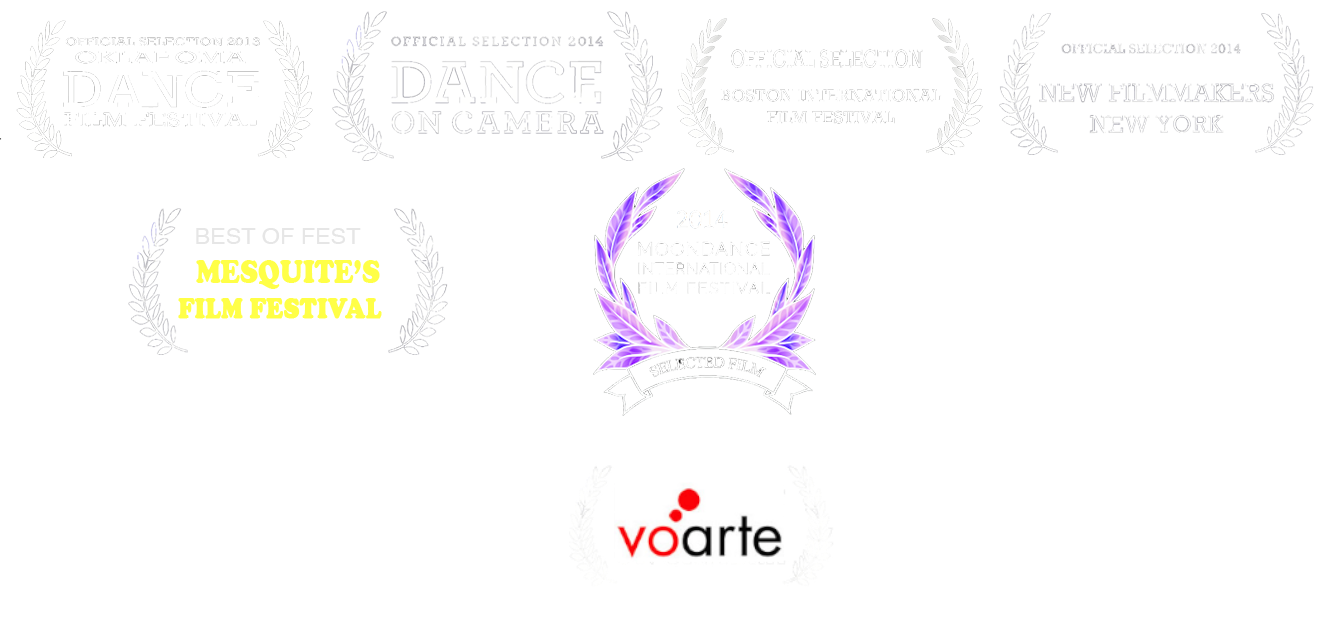 OFFICIAL SELECTION 2013
OKLAHOMA
DANCE
FILM FESTIVAL
OFFICIAL SELECTION 2014
DANCE
ON CAMERA
OFFICIAL SELECTION
BOSTON INTERNATIONAL
FILM FESTIVAL
OFFICIAL SELECTION 2014
NEW FILMMAKERS
NEW YORK
BEST OF FEST
MESQUITE'S
FILM FESTIVAL
2014
MOONDANCE
INTERNATIONAL
FILM FESTIVAL
SELECTED FILM
voarte